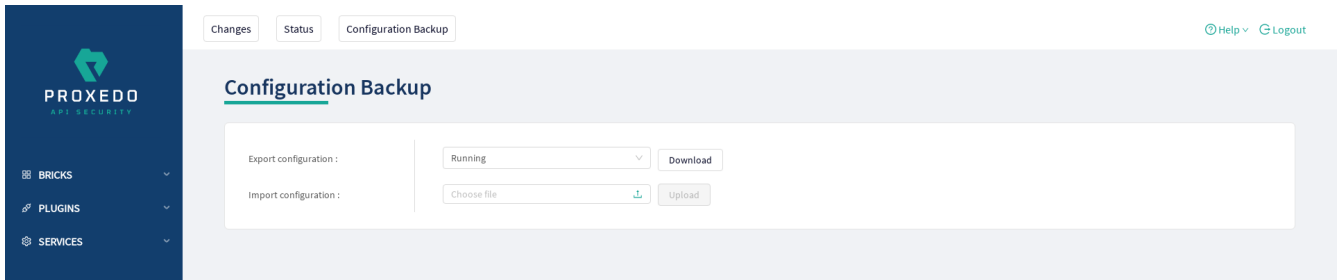 Changes Status Configuration Backup Help Logout
PROXEDO
API SECURITY
Configuration Backup
Export configuration : Running Download
Import configuration : Choose file Upload
BRICKS
PLUGINS
SERVICES